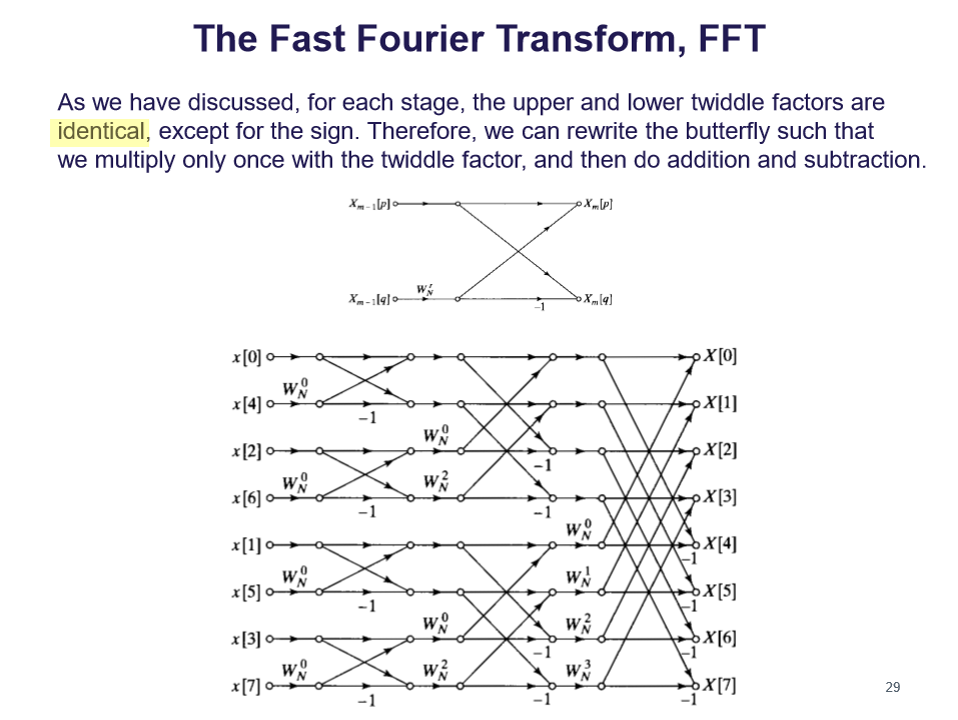 The Fast Fourier Transform, FFT
As we have discussed, for each stage, the upper and lower twiddle factors are
identical, except for the sign. Therefore, we can rewrite the butterfly such that
we multiply only once with the twiddle factor, and then do addition and subtraction.
X_{m-1}[p] X_m[p]
W_N^r
X_{m-1}[q] -1 X_m[q]
x[0] X[0]
W_N^0
x[4] -1 X[1]
W_N^0
x[2] X[2]
W_N^0 W_N^2 -1
x[6] -1 -1 X[3]
W_N^0
x[1] X[4]
-1
W_N^0 W_N^1
x[5] -1 X[5]
-1
W_N^0 W_N^2
x[3] X[6]
-1 -1
W_N^0 W_N^2 W_N^3
x[7] -1 -1 -1 X[7]
29